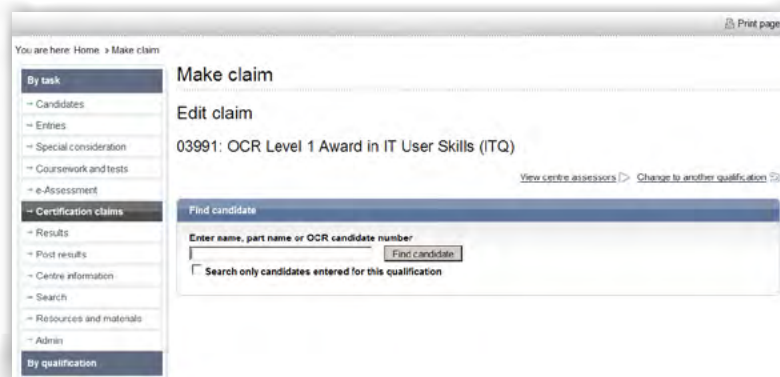 Print page
You are here: Home > Make claim
By task
Candidates
Entries
Special consideration
Coursework and tests
e-Assessment
Certification claims
Results
Post results
Centre information
Search
Resources and materials
Admin
By qualification
Make claim
Edit claim
03991: OCR Level 1 Award in IT User Skills (ITQ)
View centre assessors Change to another qualification
Find candidate
Enter name, part name or OCR candidate number
Find candidate
Search only candidates entered for this qualification